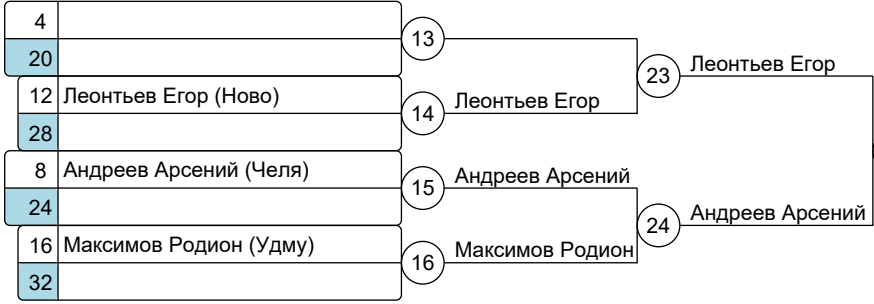 4
13
20
23 Леонтьев Егор
12 Леонтьев Егор (Ново)
14 Леонтьев Егор
28
8 Андреев Арсений (Челя)
15 Андреев Арсений
24
24 Андреев Арсений
16 Максимов Родион (Удму)
16 Максимов Родион
32